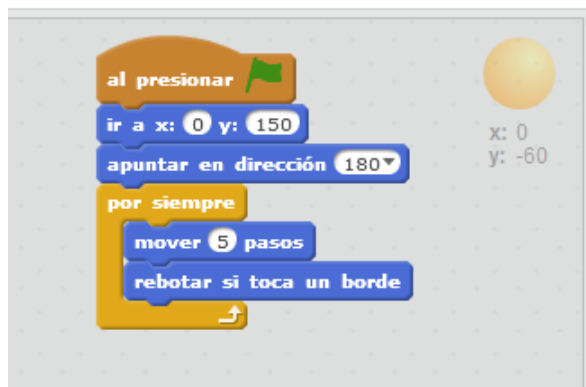 al presionar
ir a x: 0 y: 150
apuntar en dirección 180
por siempre
mover 5 pasos
rebotar si toca un borde
x: 0
y: -60